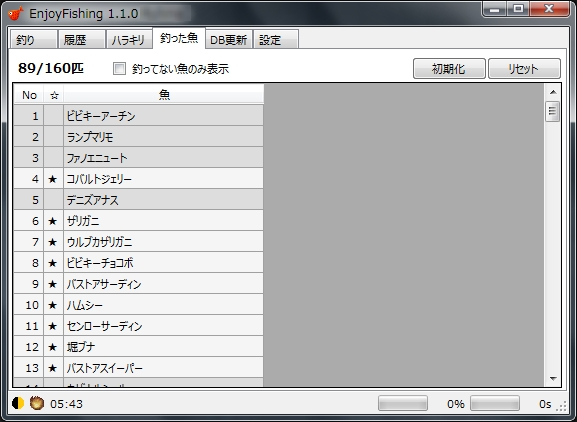 EnjoyFishing 1.1.0
釣り 履歴 ハラキリ 釣った魚 DB更新 設定
89/160匹 釣ってない魚のみ表示 初期化 リセット
No ☆ 魚
1 ビビキーアーチン
2 ランプマリモ
3 ファノエニュート
4 ★ コバルトジェリー
5 デニズアナス
6 ★ ザリガニ
7 ★ ウルブカザリガニ
8 ★ ビビキーチョコボ
9 ★ バストアサーディン
10 ★ ハムシー
11 ★ センローサーディン
12 ★ 堀ブナ
13 ★ バストアスイーパー
05:43 0% 0s